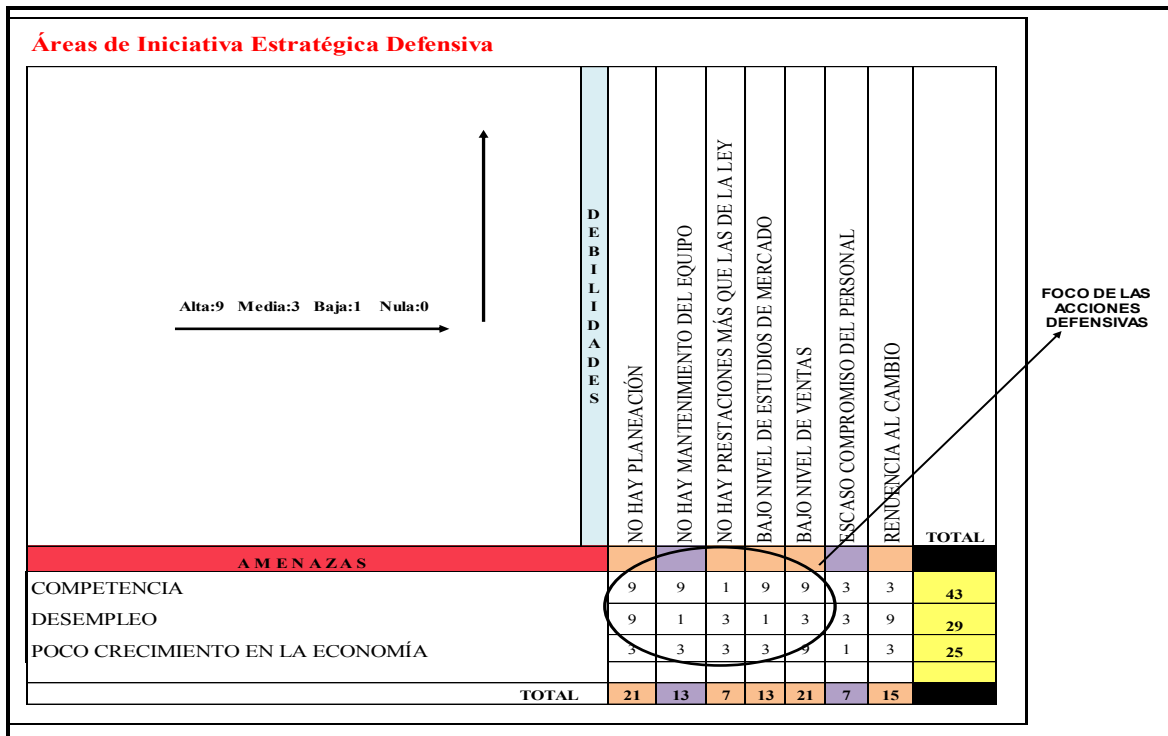 Áreas de Iniciativa Estratégica Defensiva
Alta:9 Media:3 Baja:1 Nula:0
DEBILIDADES
NO HAY PLANEACIÓN
NO HAY MANTENIMIENTO DEL EQUIPO
NO HAY PRESTACIONES MÁS QUE LAS DE LA LEY
BAJO NIVEL DE ESTUDIOS DE MERCADO
BAJO NIVEL DE VENTAS
ESCASO COMPROMISO DEL PERSONAL
RENUENCIA AL CAMBIO
TOTAL
FOCO DE LAS
ACCIONES
DEFENSIVAS
AMENAZAS
COMPETENCIA 9 9 1 9 9 3 3 43
DESEMPLEO 9 1 3 1 3 3 9 29
POCO CRECIMIENTO EN LA ECONOMÍA 3 3 3 3 9 1 3 25
TOTAL 21 13 7 13 21 7 15